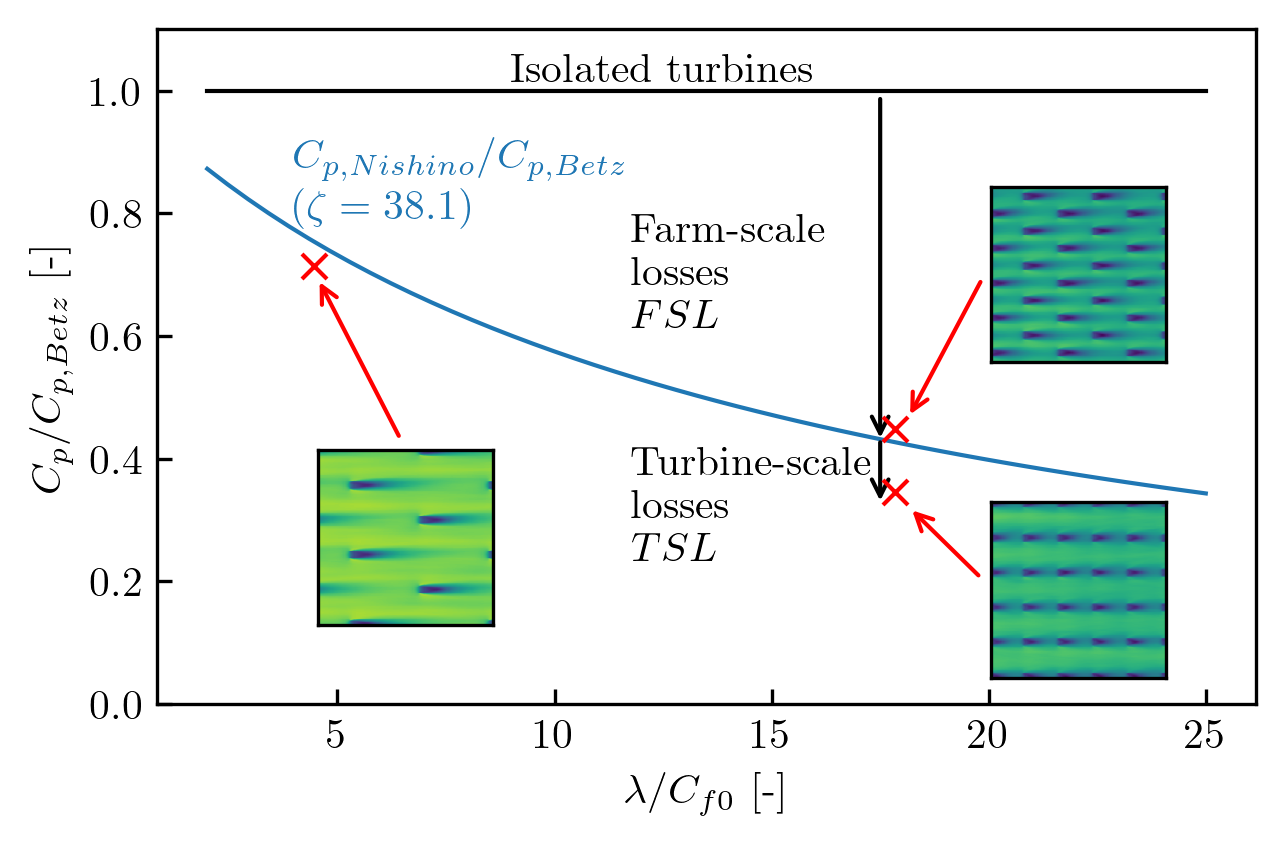 Isolated turbines
C_{p,Nishino}/C_{p,Betz}
(ζ = 38.1)
Farm-scale
losses
FSL
Turbine-scale
losses
TSL
C_p/C_{p,Betz} [-]
1.0
0.8
0.6
0.4
0.2
0.0
5
10
15
20
25
λ/C_{f0} [-]